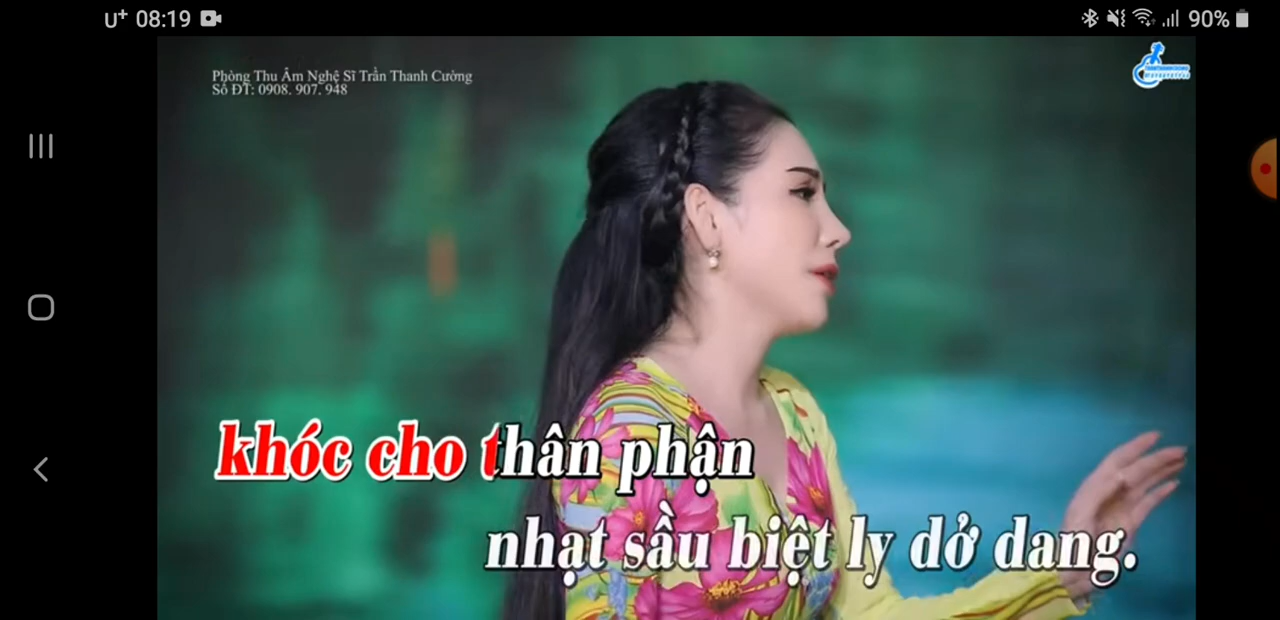 U+ 08:19 90%
Phòng Thu Âm Nghệ Sĩ Trần Thanh Cường
Số ĐT: 0908. 907. 948
khóc cho thân phận
nhạt sầu biệt ly dở dang.